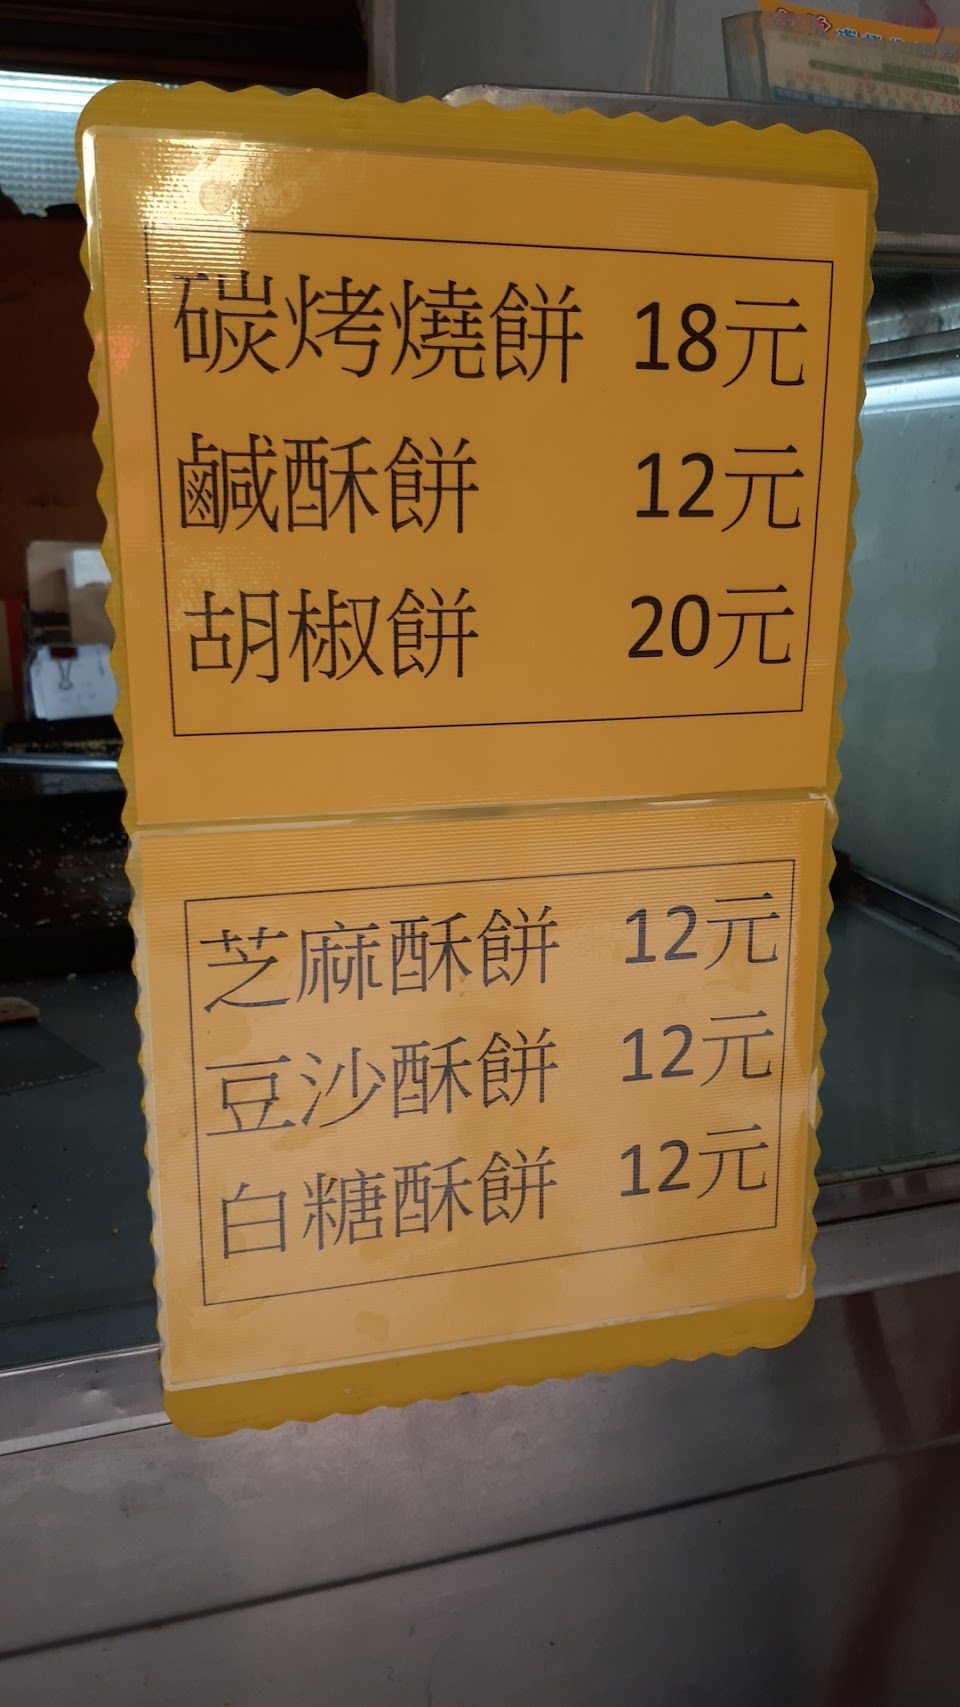 碳烤燒餅 18元
鹹酥餅 12元
胡椒餅 20元
芝麻酥餅 12元
豆沙酥餅 12元
白糖酥餅 12元